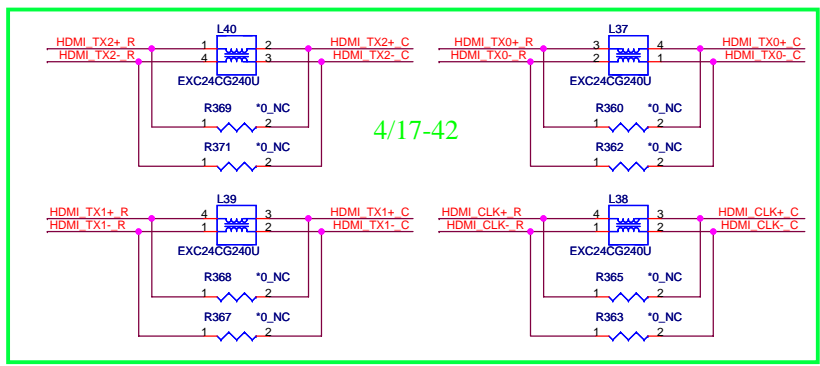 L40
HDMI_TX2+_R 1 2 HDMI_TX2+_C
HDMI_TX2-_R 4 3 HDMI_TX2-_C
EXC24CG240U
R369 *0_NC
1 2
R371
1 2
L37
HDMI_TX0+_R 3 4 HDMI_TX0+_C
HDMI_TX0-_R 2 1 HDMI_TX0-_C
EXC24CG240U
R360 *0_NC
1 2
R362 *0_NC
1 2
4/17-42
L39
HDMI_TX1+_R 4 3 HDMI_TX1+_C
HDMI_TX1-_R 1 2 HDMI_TX1-_C
EXC24CG240U
R368 *0_NC
1 2
R367 *0_NC
1 2
L38
HDMI_CLK+_R 4 3 HDMI_CLK+_C
HDMI_CLK-_R 1 2 HDMI_CLK-_C
EXC24CG240U
R365 *0_NC
1 2
R363 *0_NC
1 2